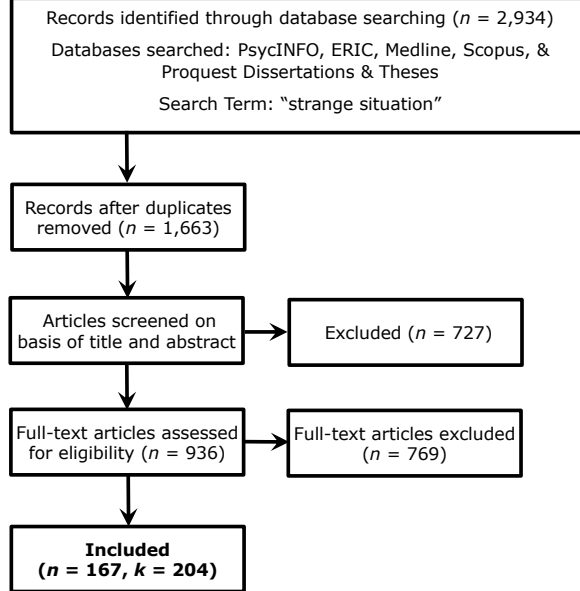 Records identified through database searching (n = 2,934)
Databases searched: PsycINFO, ERIC, Medline, Scopus, &
Proquest Dissertations & Theses
Search Term: “strange situation”
Records after duplicates
removed (n = 1,663)
Articles screened on
basis of title and abstract
Excluded (n = 727)
Full-text articles assessed
for eligibility (n = 936)
Full-text articles excluded
(n = 769)
Included
(n = 167, k = 204)